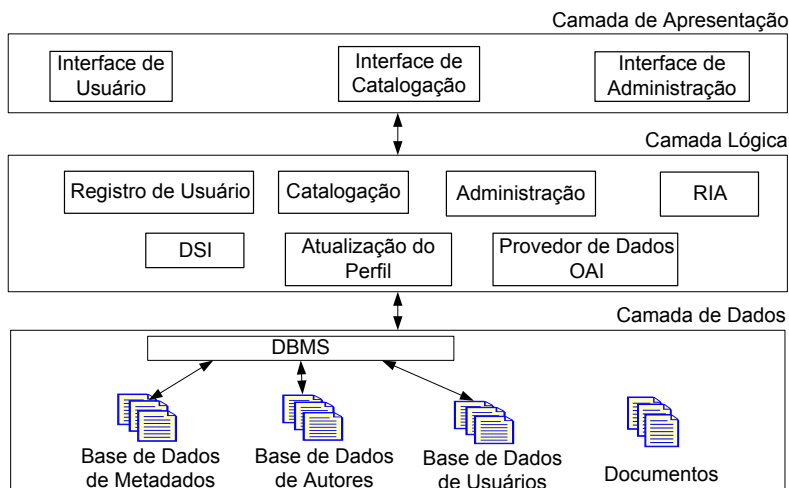 Camada de Apresentação
Interface de
Usuário
Interface de
Catalogação
Interface de
Administração
Camada Lógica
Registro de Usuário
Catalogação
Administração
RIA
DSI
Atualização do
Perfil
Provedor de Dados
OAI
Camada de Dados
DBMS
Base de Dados
de Metadados
Base de Dados
de Autores
Base de Dados
de Usuários
Documentos